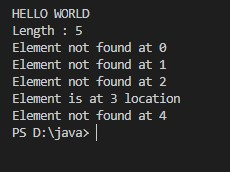 HELLO WORLD
Length : 5
Element not found at 0
Element not found at 1
Element not found at 2
Element is at 3 location
Element not found at 4
PS D:\java>